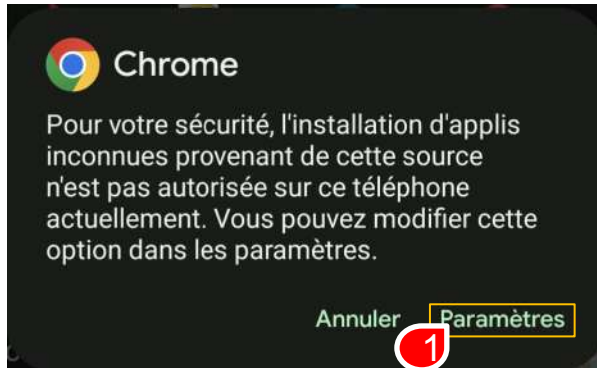 Chrome
Pour votre sécurité, l'installation d'applis
inconnues provenant de cette source
n'est pas autorisée sur ce téléphone
actuellement. Vous pouvez modifier cette
option dans les paramètres.
Annuler Paramètres
1